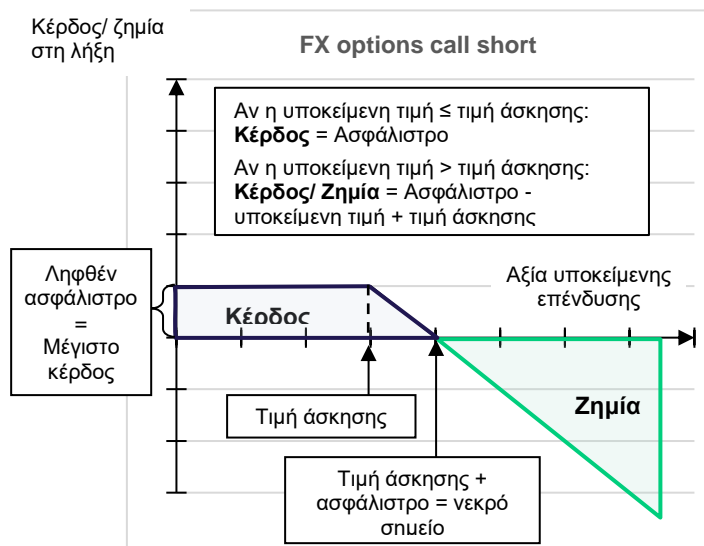 Κέρδος/ ζημία
στη λήξη
FX options call short
Αν η υποκείμενη τιμή ≤ τιμή άσκησης:
Κέρδος = Ασφάλιστρο
Αν η υποκείμενη τιμή > τιμή άσκησης:
Κέρδος/ Ζημία = Ασφάλιστρο -
υποκείμενη τιμή + τιμή άσκησης
Ληφθέν
ασφάλιστρο
=
Μέγιστο
κέρδος
Κέρδος
Αξία υποκείμενης
επένδυσης
Τιμή άσκησης
Ζημία
Τιμή άσκησης +
ασφάλιστρο = νεκρό
σημείο